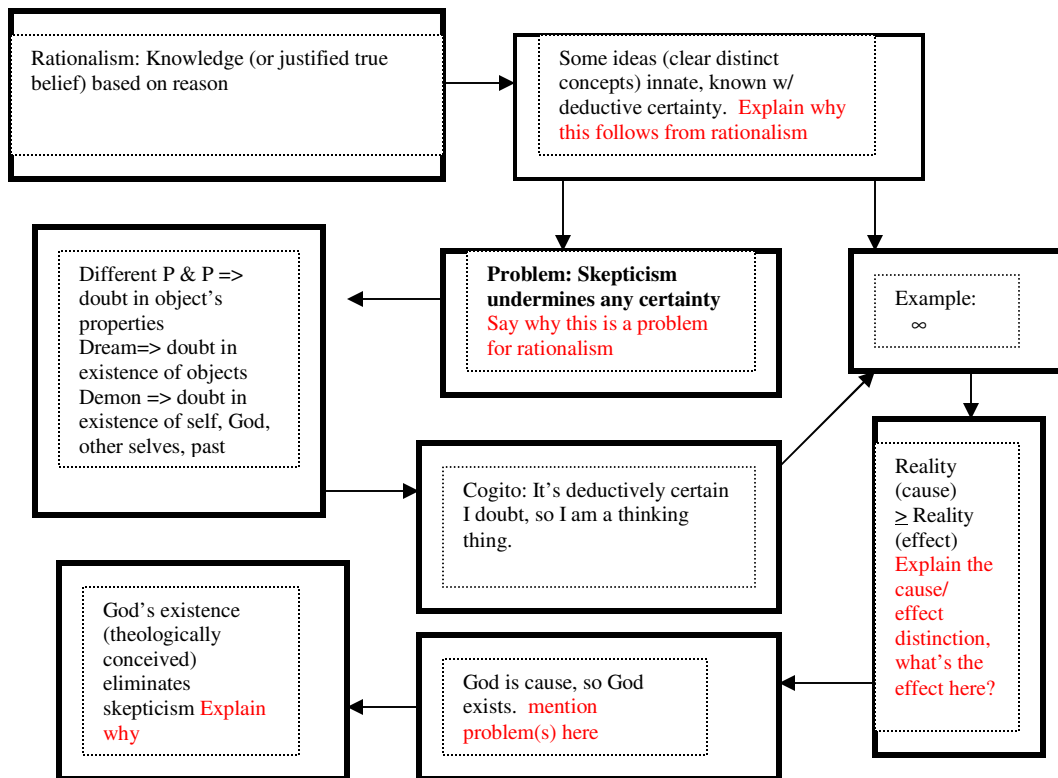 Rationalism: Knowledge (or justified true
belief) based on reason
Some ideas (clear distinct
concepts) innate, known w/
deductive certainty.  Explain why
this follows from rationalism
Problem: Skepticism
undermines any certainty
Say why this is a problem
for rationalism
Different P & P =>
doubt in object's
properties
Dream=> doubt in
existence of objects
Demon => doubt in
existence of self, God,
other selves, past
Cogito: It's deductively certain
I doubt, so I am a thinking
thing.
Example:
∞
Reality
(cause)
≥ Reality
(effect)
Explain the
cause/
effect
distinction,
what's the
effect here?
God is cause, so God
exists.  mention
problem(s) here
God's existence
(theologically
conceived)
eliminates
skepticism Explain
why